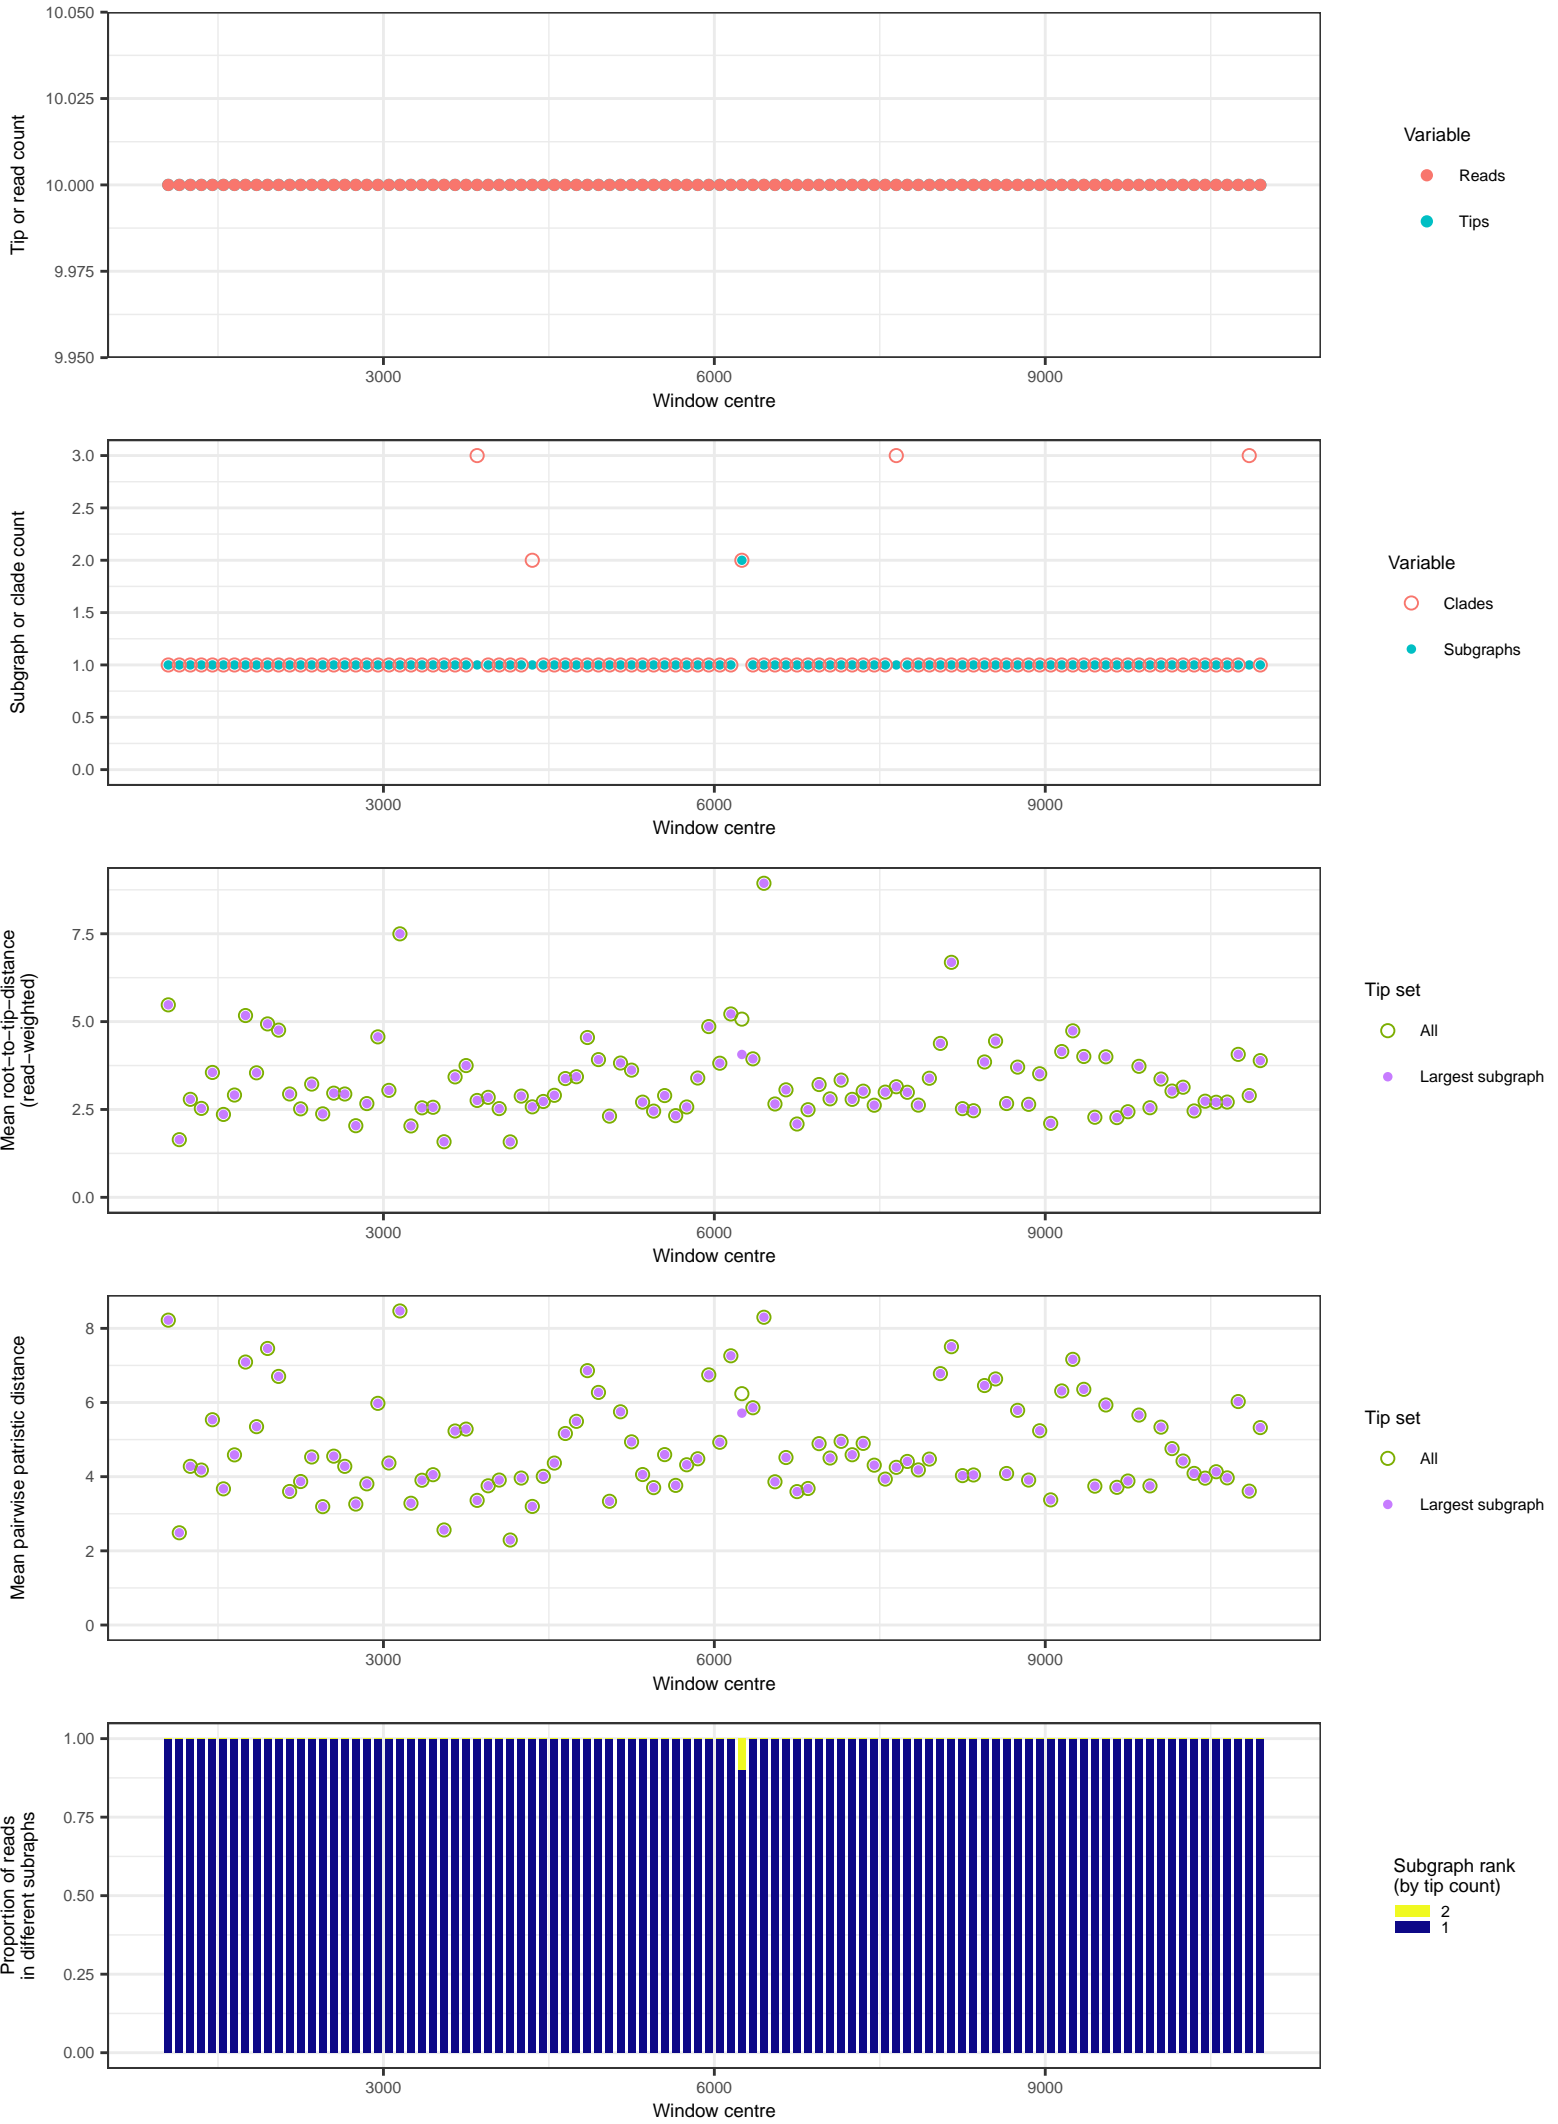 10.050
10.025
10.000
9.975
9.950
Tip or read count
3000 6000 9000
Window centre
Variable
Reads
Tips
3.0
2.5
2.0
1.5
1.0
0.5
0.0
Subgraph or clade count
3000 6000 9000
Window centre
Variable
Clades
Subgraphs
7.5
5.0
2.5
0.0
Mean root−to−tip−distance
(read−weighted)
3000 6000 9000
Window centre
Tip set
All
Largest subgraph
8
6
4
2
0
Mean pairwise patristic distance
3000 6000 9000
Window centre
Tip set
All
Largest subgraph
1.00
0.75
0.50
0.25
0.00
Proportion of reads
in different subraphs
3000 6000 9000
Window centre
Subgraph rank
(by tip count)
2
1